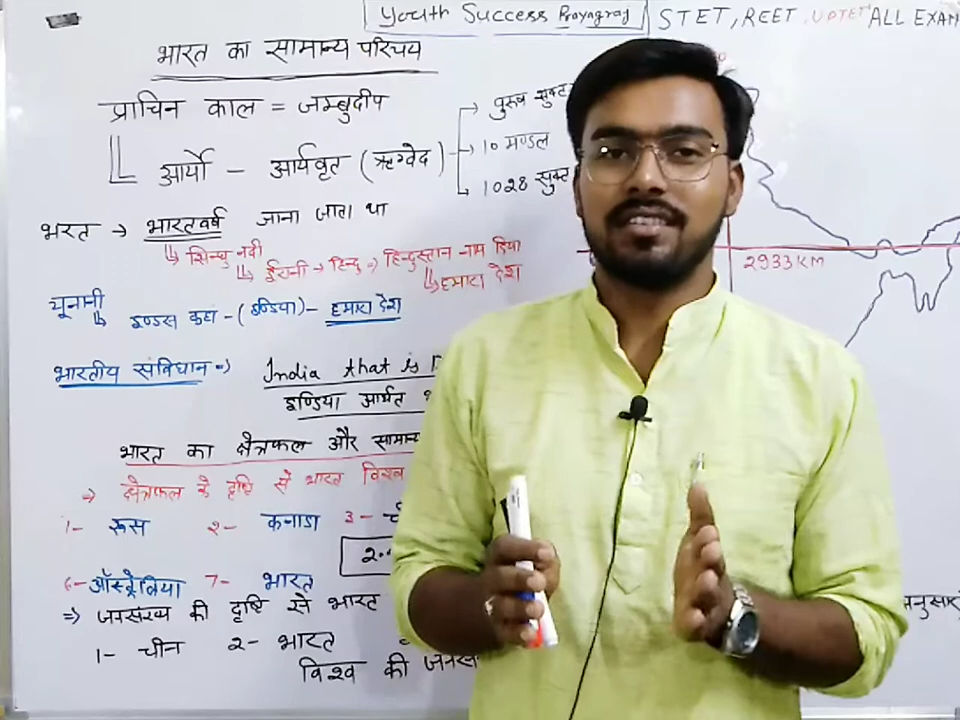 Youth Success Prayagraj STET, REET, UPTET ALL EXAM
भारत का सामान्य परिचय
प्राचिन काल = जम्बुदीप
आर्यो - आर्यवृत (ऋग्वेद)
पुरुष सुक्ट
10 मण्डल
1028 सुक्ट
भरत → भारतवर्ष जाना जाता था
सिन्धु नदी
ईरानी → हिन्दु => हिन्दुस्तान नाम दिया
हमारा देश
यूनानी
इण्डस कहा - (इण्डिया) - हमारा देश
2933 KM
भारतीय संविधान =>
India that is
इण्डिया अर्थात
भारत का क्षेत्रफल और सामान्य
=> क्षेत्रफल के दृष्टि से भारत विश्व
1- रूस 2- कनाडा 3-
6- ऑस्ट्रेलिया 7- भारत
=> जनसंख्य की दृष्टि से भारत
1- चीन 2- भारत
विश्व की